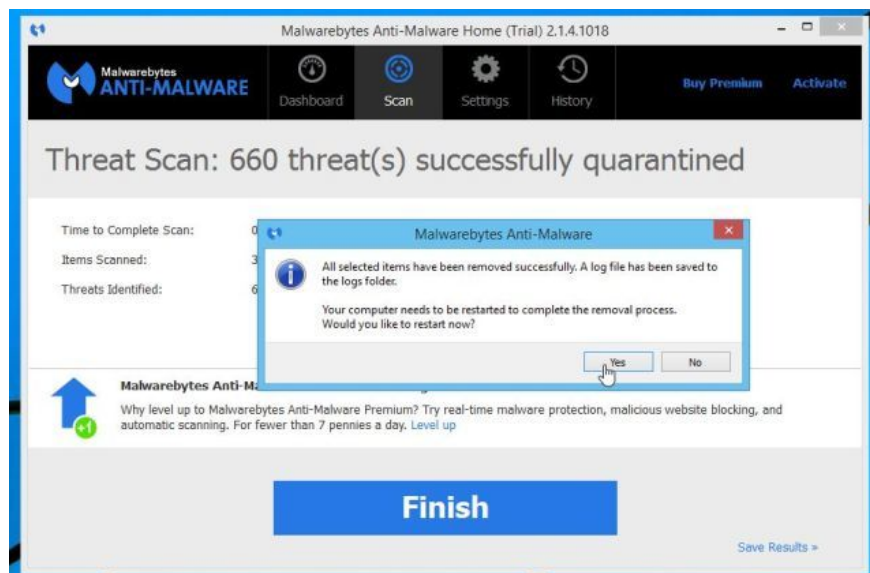 Malwarebytes Anti-Malware Home (Trial) 2.1.4.1018
Malwarebytes
ANTI-MALWARE
Dashboard
Scan
Settings
History
Buy Premium
Activate
Threat Scan: 660 threat(s) successfully quarantined
Time to Complete Scan:
Items Scanned:
Threats Identified:
Malwarebytes Anti-Malware
All selected items have been removed successfully. A log file has been saved to
the logs folder.
Your computer needs to be restarted to complete the removal process.
Would you like to restart now?
Yes
No
Malwarebytes Anti-Ma
Why level up to Malwarebytes Anti-Malware Premium? Try real-time malware protection, malicious website blocking, and
automatic scanning. For fewer than 7 pennies a day. Level up
+1
Finish
Save Results »